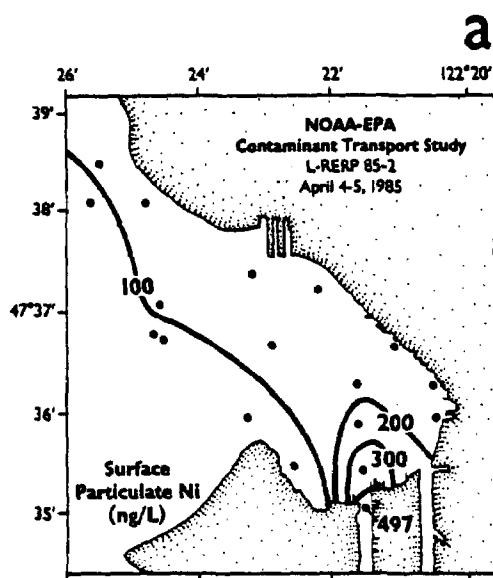 a
26' 24' 22' 122°20'
39'
NOAA-EPA
Contaminant Transport Study
L-RERP 85-2
April 4-5, 1985
38'
100
47°37'
36'
200
300
Surface
Particulate Ni
(ng/L)
35'
497